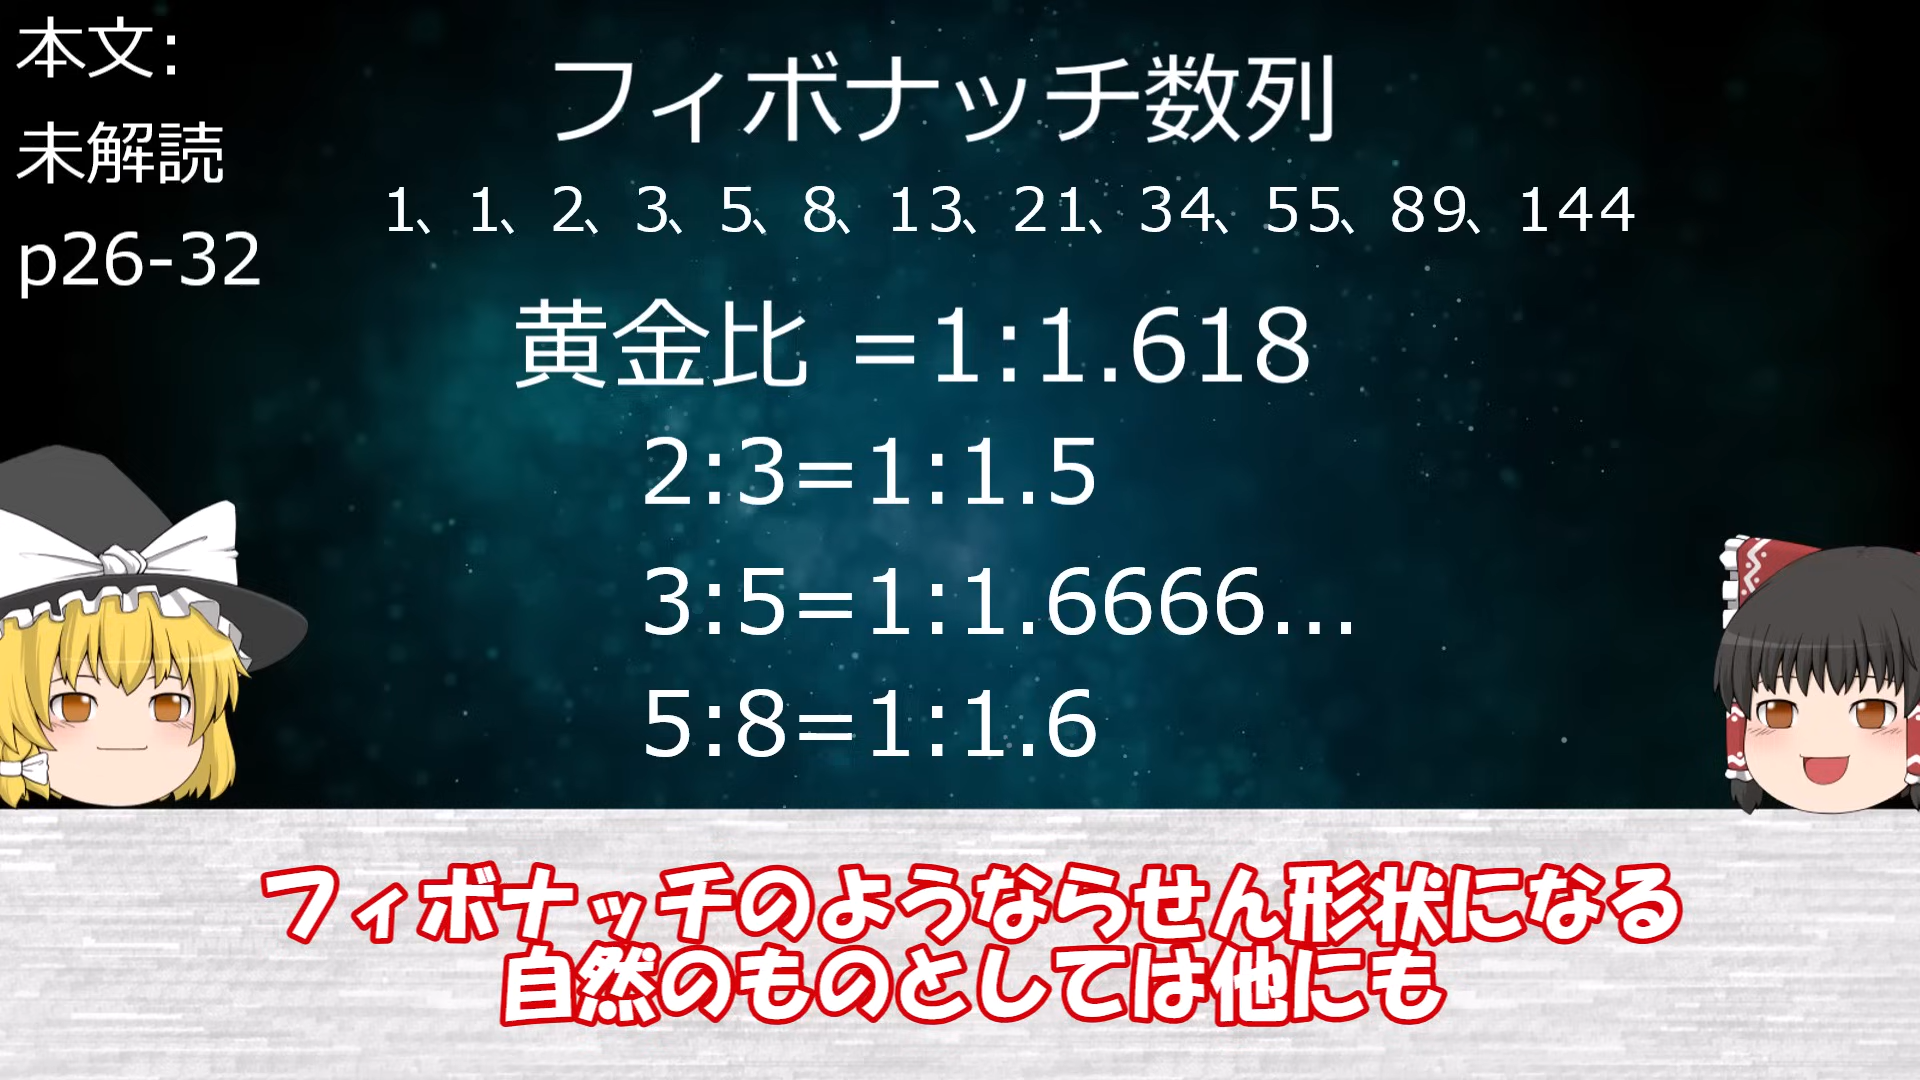 本文:
未解読
p26-32
フィボナッチ数列
1、1、2、3、5、8、13、21、34、55、89、144
黄金比 =1:1.618
2:3=1:1.5
3:5=1:1.6666...
5:8=1:1.6
フィボナッチのようならせん形状になる
自然のものとしては他にも